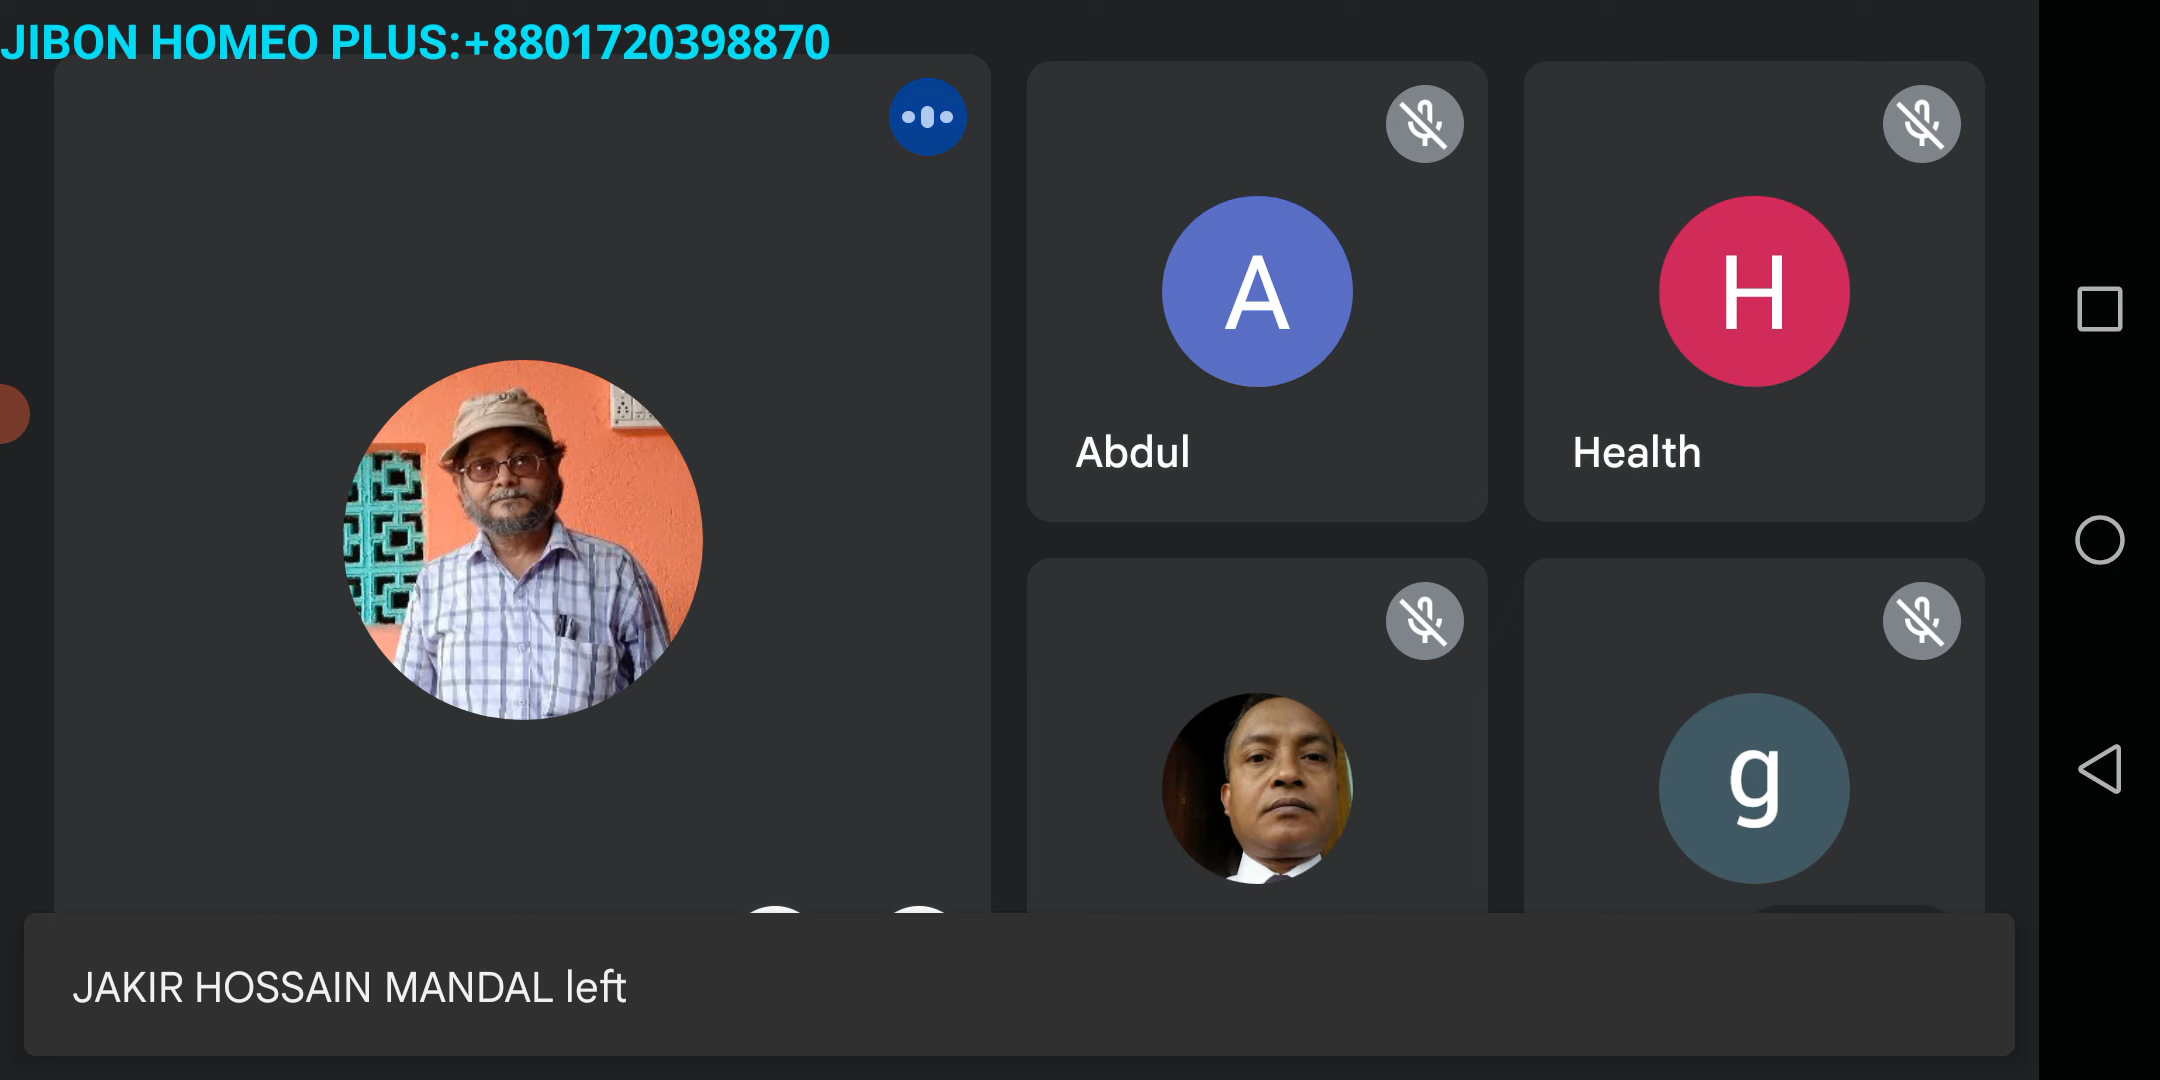 JIBON HOMEO PLUS:+8801720398870
A
Abdul
H
Health
g
JAKIR HOSSAIN MANDAL left